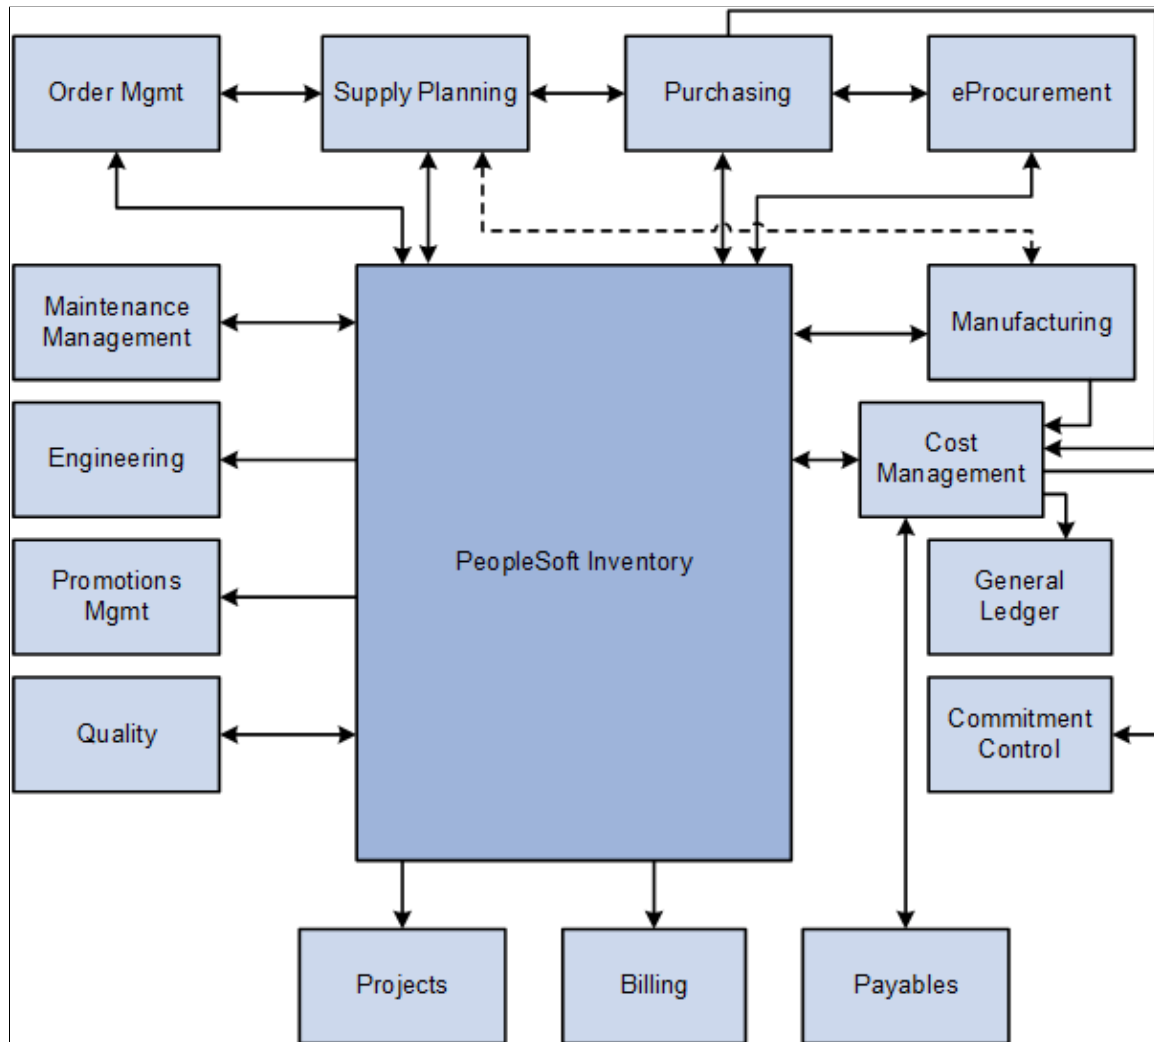 Order Mgmt
Supply Planning
Purchasing
eProcurement
Maintenance
Management
Manufacturing
Engineering
Cost
Management
PeopleSoft Inventory
Promotions
Mgmt
General
Ledger
Quality
Commitment
Control
Projects
Billing
Payables